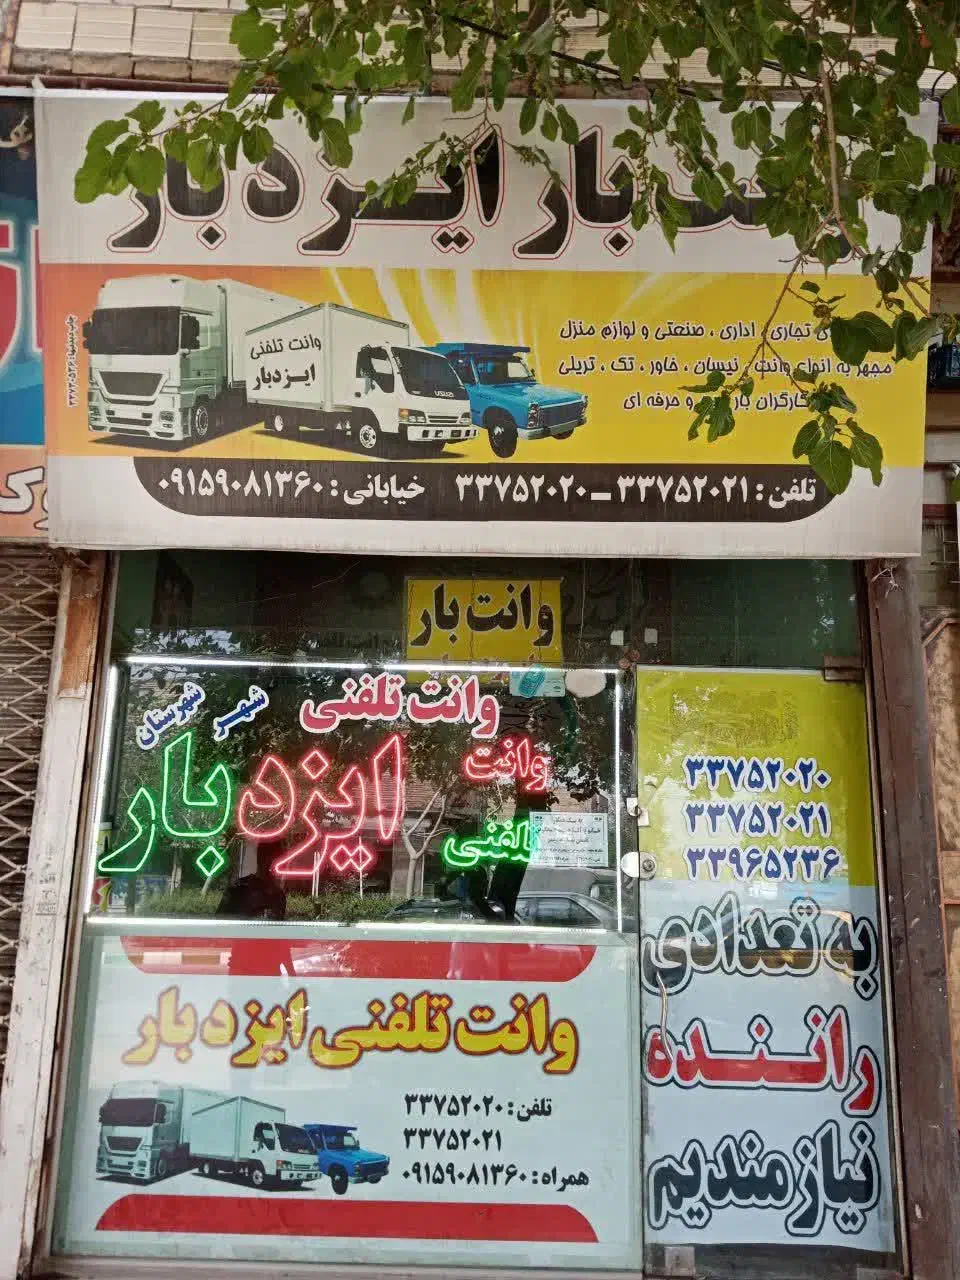 بار ایزدبار
تجاری ، اداری ، صنعتی و لوازم منزل
مجهز به انواع وانت ، نیسان ، خاور ، تک ، تریلی
کارگران و حرفه ای
وانت تلفنی
ایزدبار
ISUZU
تلفن : ۳۳۷۵۲۰۲۱ - ۳۳۷۵۲۰۲۰ خیابانی : ۰۹۱۵۹۰۸۱۳۶۰
وانت بار
وانت تلفنی
شهر
شهرستان
وانت
تلفنی
ایزدبار
۳۳۷۵۲۰۲۰
۳۳۷۵۲۰۲۱
۳۳۹۶۵۲۳۶
به تعدادی
راننده
نیازمندیم
وانت تلفنی ایزدبار
تلفن : ۳۳۷۵۲۰۲۰
۳۳۷۵۲۰۲۱
همراه : ۰۹۱۵۹۰۸۱۳۶۰